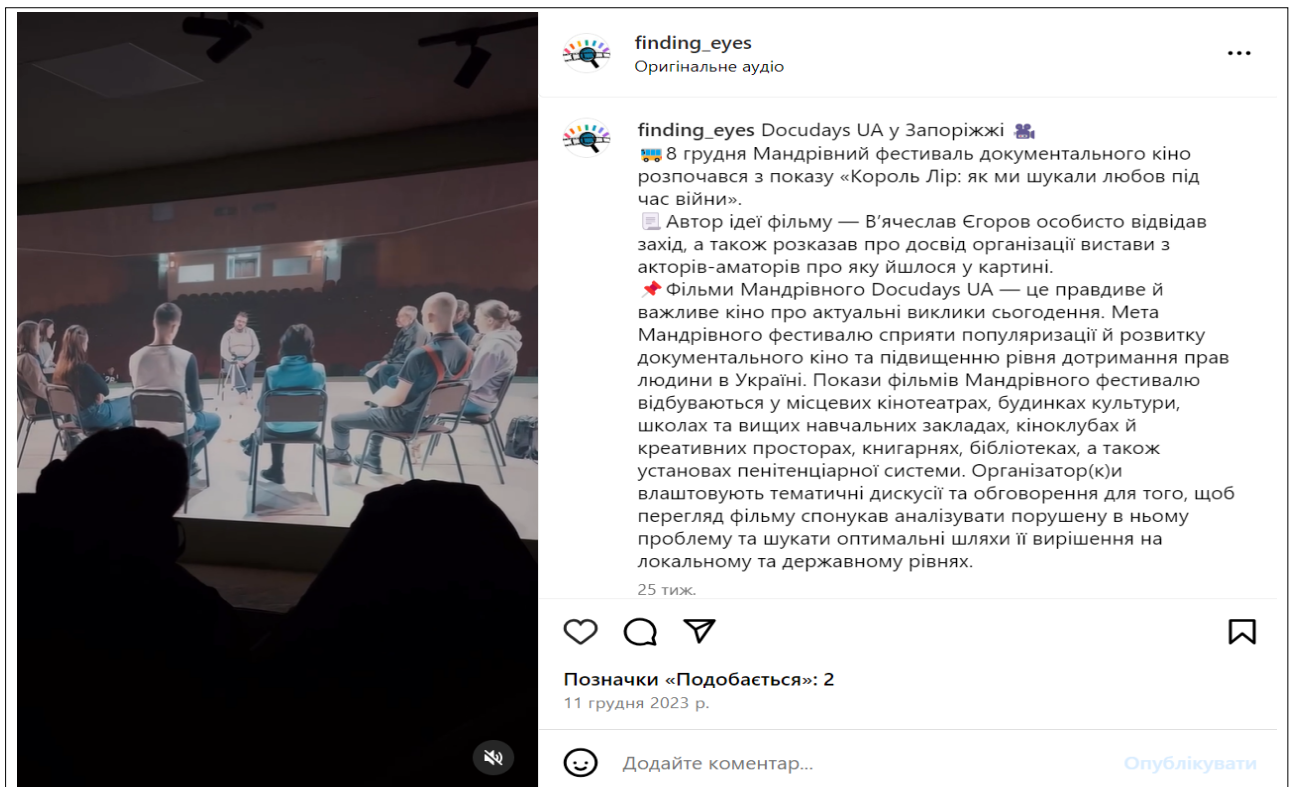 finding_eyes
Оригінальне аудіо
finding_eyes Docudays UA у Запоріжжі 🎥
🚌 8 грудня Мандрівний фестиваль документального кіно
розпочався з показу «Король Лір: як ми шукали любов під
час війни».
📃 Автор ідеї фільму — В’ячеслав Єгоров особисто відвідав
захід, а також розказав про досвід організації вистави з
акторів-аматорів про яку йшлося у картині.
📌 Фільми Мандрівного Docudays UA — це правдиве й
важливе кіно про актуальні виклики сьогодення. Мета
Мандрівного фестивалю сприяти популяризації й розвитку
документального кіно та підвищенню рівня дотримання прав
людини в Україні. Покази фільмів Мандрівного фестивалю
відбуваються у місцевих кінотеатрах, будинках культури,
школах та вищих навчальних закладах, кіноклубах й
креативних просторах, книгарнях, бібліотеках, а також
установах пенітенціарної системи. Організатор(к)и
влаштовують тематичні дискусії та обговорення для того, щоб
перегляд фільму спонукав аналізувати порушену в ньому
проблему та шукати оптимальні шляхи її вирішення на
локальному та державному рівнях.
25 тиж.
Позначки «Подобається»: 2
11 грудня 2023 р.
Додайте коментар...
Опублікувати